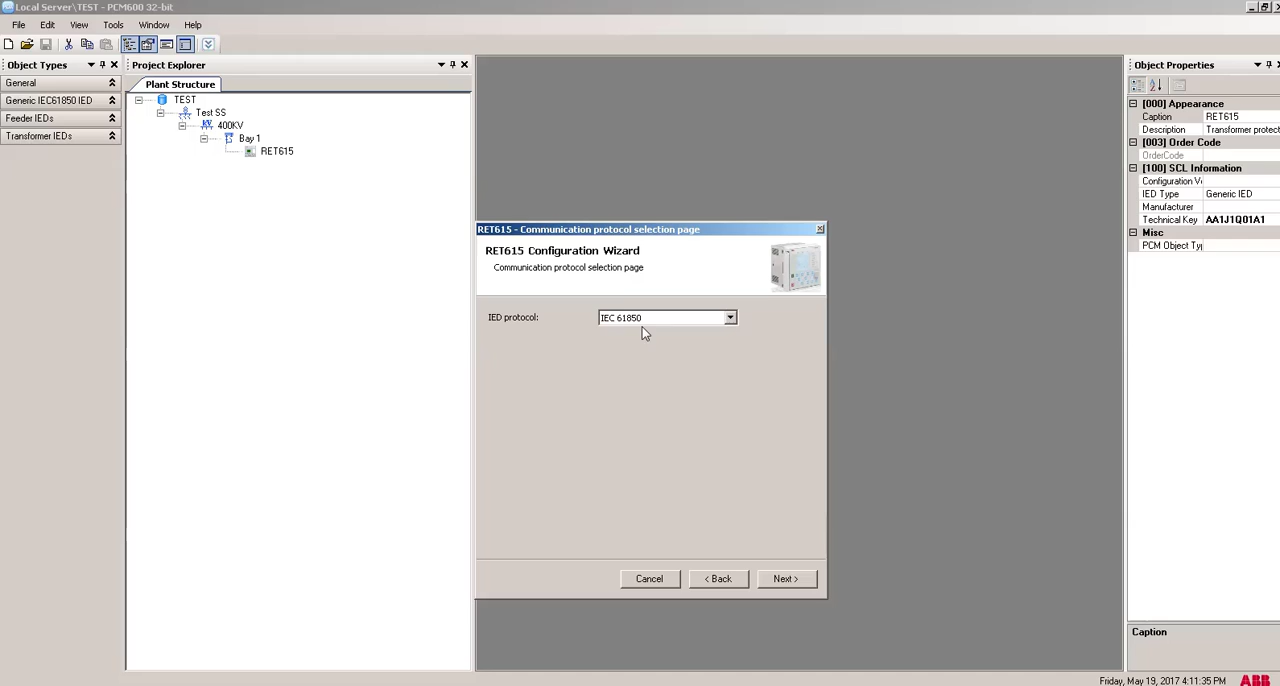 Local Server\TEST - PCM600 32-bit
File Edit View Tools Window Help
Object Types
General
Generic IEC61850 IED
Feeder IEDs
Transformer IEDs
Project Explorer
Plant Structure
TEST
Test SS
400KV
Bay 1
RET615
RET615 - Communication protocol selection page
RET615 Configuration Wizard
Communication protocol selection page
IED protocol: IEC 61850
Cancel < Back Next >
Object Properties
[000] Appearance
Caption RET615
Description Transformer protect
[003] Order Code
OrderCode
[100] SCL Information
Configuration V
IED Type Generic IED
Manufacturer
Technical Key AA1J1Q01A1
Misc
PCM Object Ty
Caption
Friday, May 19, 2017 4:11:35 PM ABB